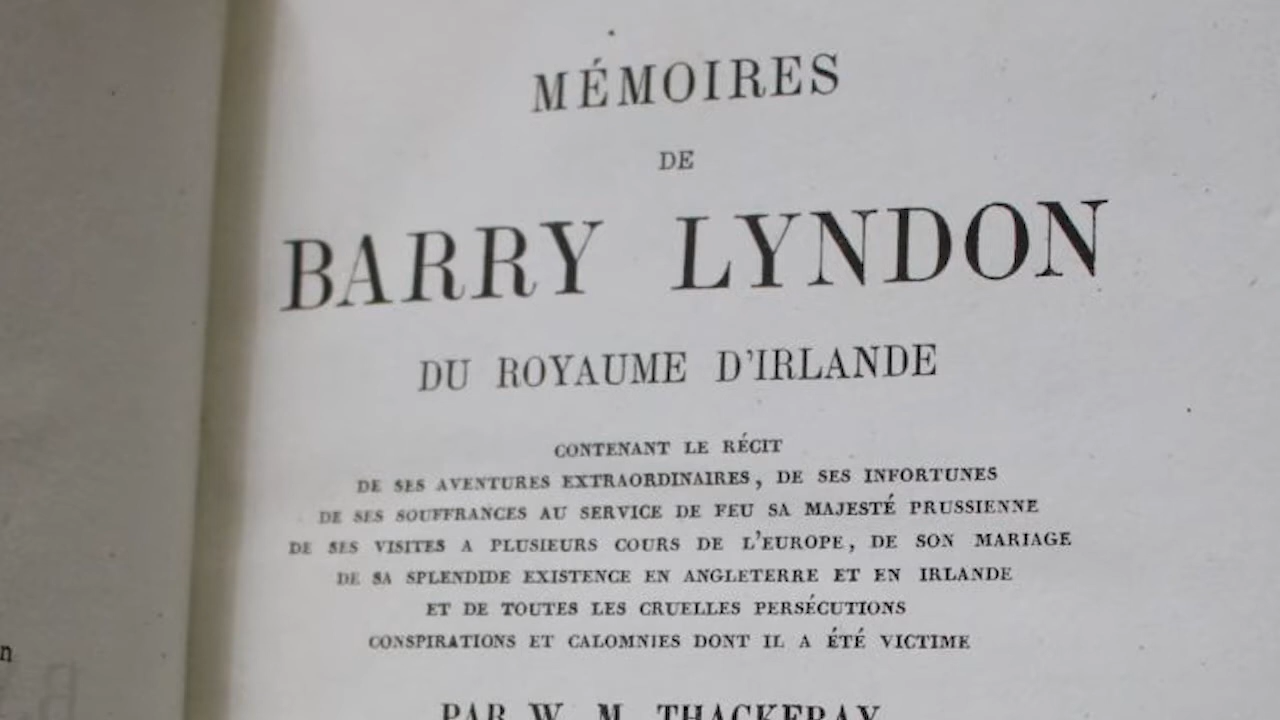 MÉMOIRES
DE
BARRY LYNDON
DU ROYAUME D'IRLANDE
CONTENANT LE RÉCIT
DE SES AVENTURES EXTRAORDINAIRES, DE SES INFORTUNES
DE SES SOUFFRANCES AU SERVICE DE FEU SA MAJESTÉ PRUSSIENNE
DE SES VISITES A PLUSIEURS COURS DE L'EUROPE, DE SON MARIAGE
DE SA SPLENDIDE EXISTENCE EN ANGLETERRE ET EN IRLANDE
ET DE TOUTES LES CRUELLES PERSÉCUTIONS
CONSPIRATIONS ET CALOMNIES DONT IL A ÉTÉ VICTIME
PAR W. M. THACKERAY